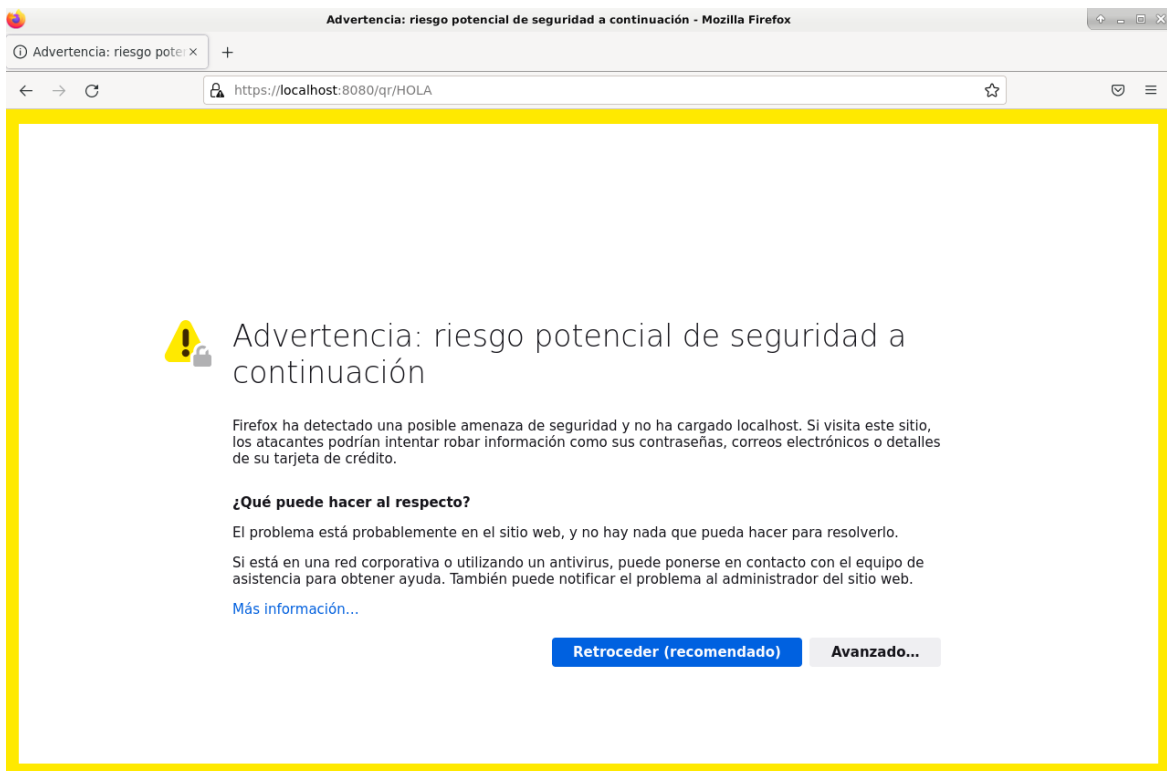 Advertencia: riesgo potencial de seguridad a continuación - Mozilla Firefox
Advertencia: riesgo poten
https://localhost:8080/qr/HOLA
Advertencia: riesgo potencial de seguridad a
continuación
Firefox ha detectado una posible amenaza de seguridad y no ha cargado localhost. Si visita este sitio,
los atacantes podrían intentar robar información como sus contraseñas, correos electrónicos o detalles
de su tarjeta de crédito.
¿Qué puede hacer al respecto?
El problema está probablemente en el sitio web, y no hay nada que pueda hacer para resolverlo.
Si está en una red corporativa o utilizando un antivirus, puede ponerse en contacto con el equipo de
asistencia para obtener ayuda. También puede notificar el problema al administrador del sitio web.
Más información...
Retroceder (recomendado) Avanzado...